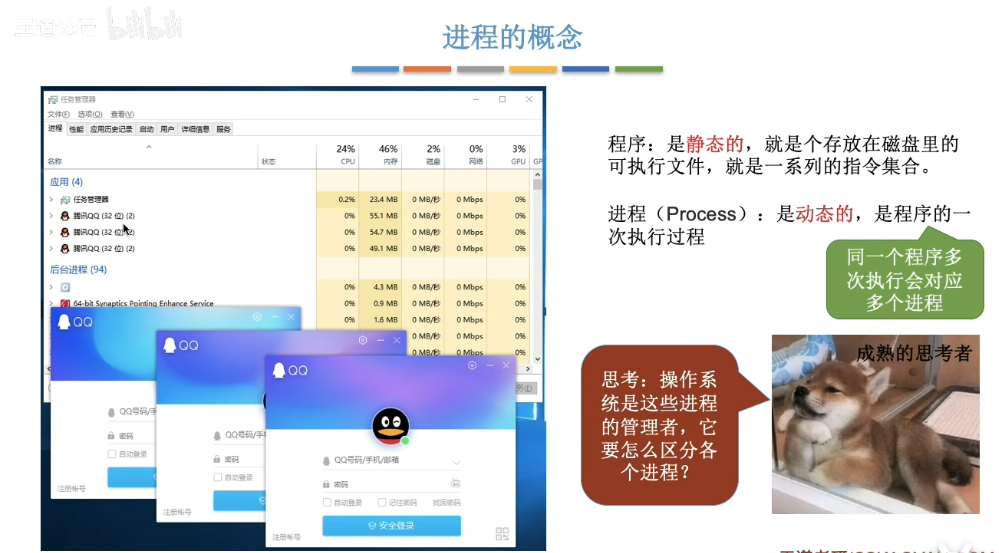 王道论坛 bilibili
进程的概念
任务管理器
文件(F) 选项(O) 查看(V)
进程 性能 应用历史记录 启动 用户 详细信息 服务
24% 46% 2% 0% 3%
名称 状态 CPU 内存 磁盘 网络 GPU GP
应用 (4)
任务管理器 0.2% 23.4 MB 0 MB/秒 0 Mbps 0%
腾讯QQ (32 位) (2) 0% 55.1 MB 0 MB/秒 0 Mbps 0%
腾讯QQ (32 位) (2) 0% 54.7 MB 0 MB/秒 0 Mbps 0%
腾讯QQ (32 位) (2) 0% 49.1 MB 0 MB/秒 0 Mbps 0%
后台进程 (94)
0% 4.3 MB 0 MB/秒 0 Mbps 0%
64-bit Synaptics Pointing Enhance Service 0% 0.9 MB 0 MB/秒 0 Mbps 0%
0% 1.6 MB 0 MB/秒 0 Mbps 0%
0 MB/秒 0 Mbps 0%
0 MB/秒 0 Mbps 0%
QQ
QQ号码/手
密码
自动登录
注册帐号
QQ
QQ号码/手机
密码
自动登录
注册帐号
QQ
QQ号码/手机/邮箱
密码
自动登录 记住密码 找回密码
安全登录
注册帐号
程序：是静态的，就是个存放在磁盘里的
可执行文件，就是一系列的指令集合。
进程（Process）：是动态的，是程序的一
次执行过程
同一个程序多
次执行会对应
多个进程
思考：操作系
统是这些进程
的管理者，它
要怎么区分各
个进程？
成熟的思考者